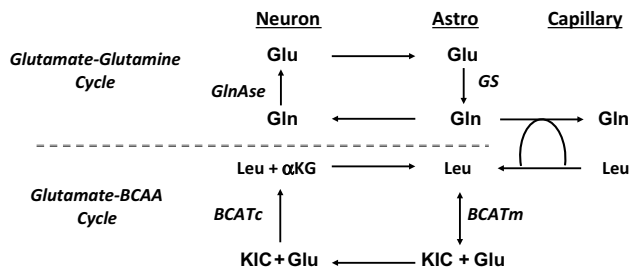 Neuron Astro Capillary
Glutamate-Glutamine
Cycle
Glu Glu
GlnAse GS
Gln Gln Gln
Glutamate-BCAA
Cycle
Leu + αKG Leu Leu
BCATc BCATm
KIC + Glu KIC + Glu